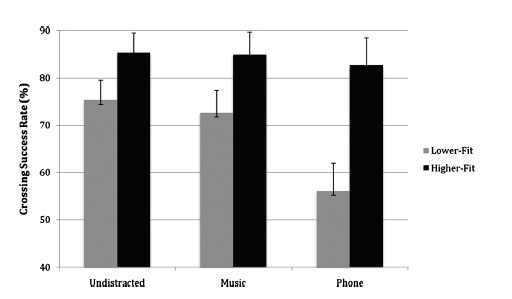 90
80
70
60
50
40
Crossing Success Rate (%)
Undistracted
Music
Phone
Lower-Fit
Higher-Fit